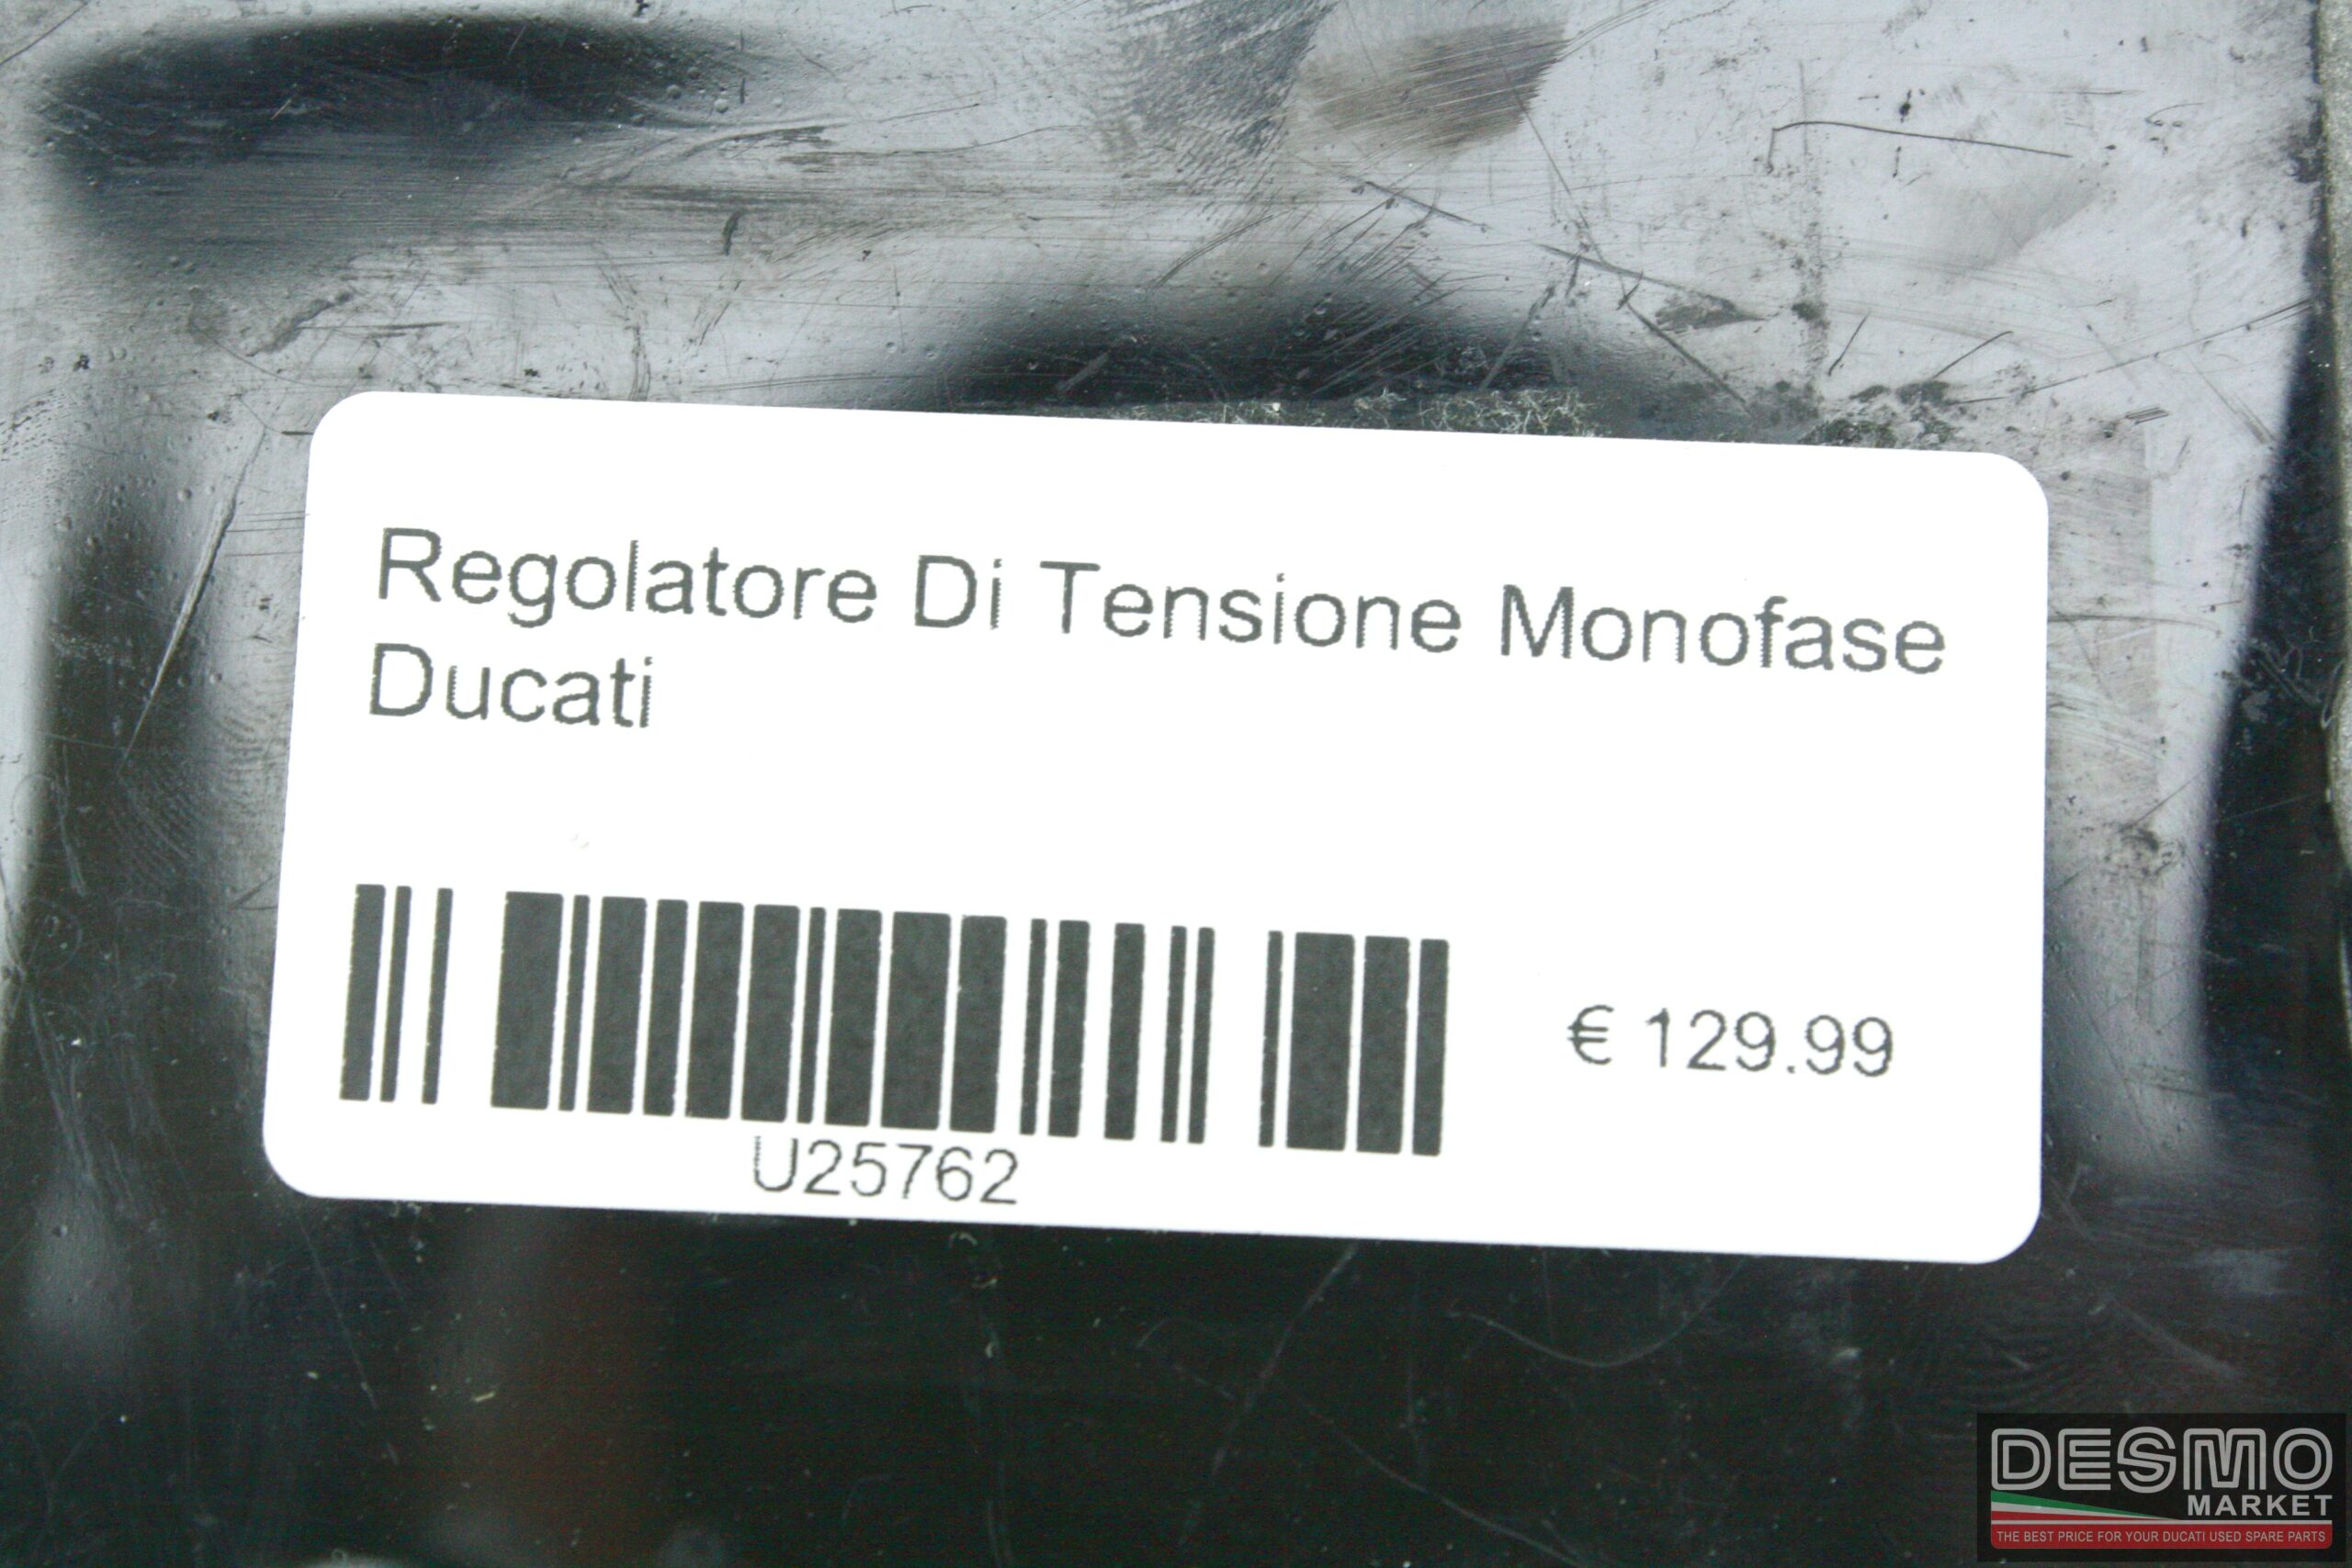 Regolatore Di Tensione Monofase
Ducati
€ 129.99
U25762
DESMO
MARKET
THE BEST PRICE FOR YOUR DUCATI USED SPARE PARTS